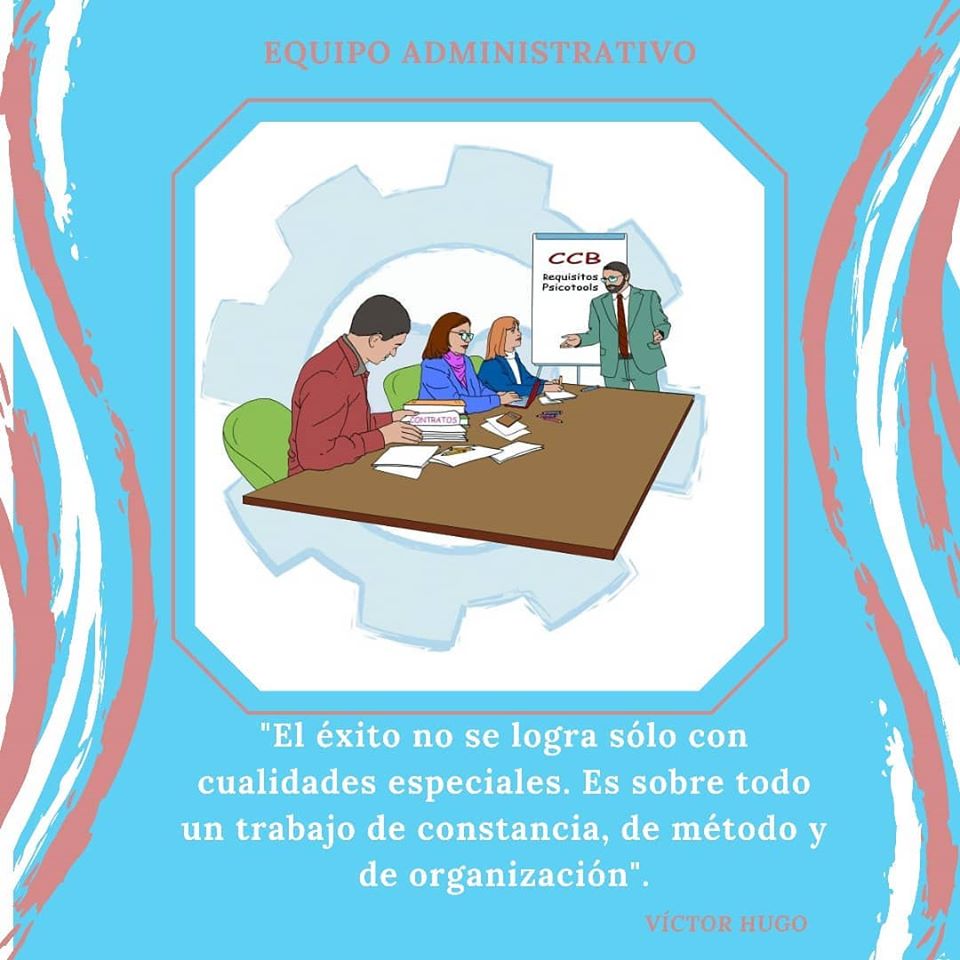 EQUIPO ADMINISTRATIVO
CCB
Requisitos
Psicotools
CONTRATOS
"El éxito no se logra sólo con
cualidades especiales. Es sobre todo
un trabajo de constancia, de método y
de organización".
VÍCTOR HUGO